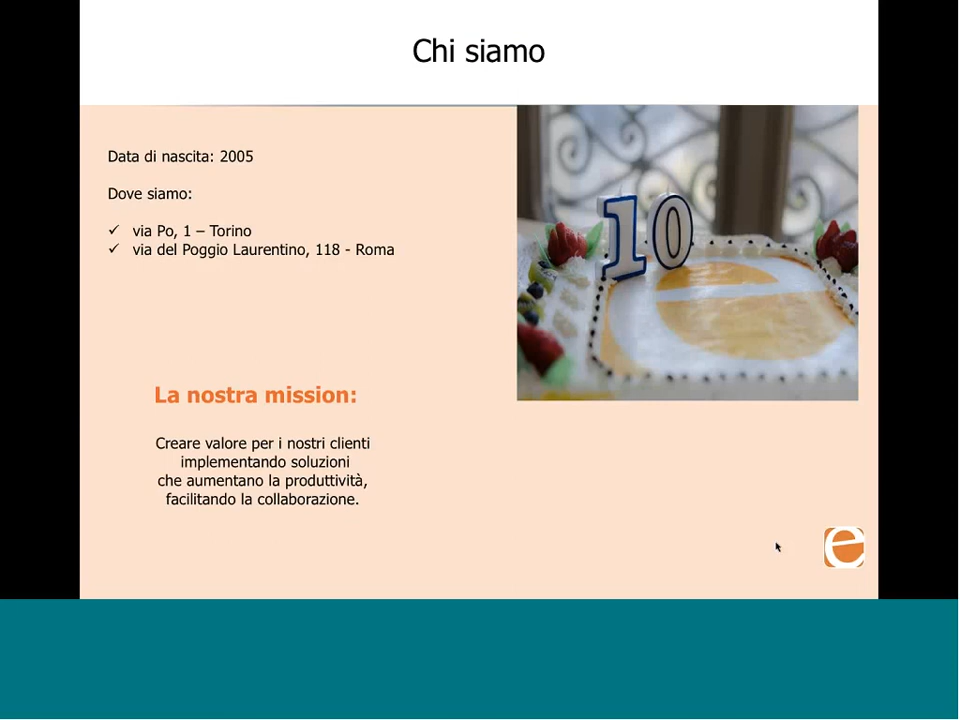 Chi siamo
Data di nascita: 2005
Dove siamo:
✓ via Po, 1 – Torino
✓ via del Poggio Laurentino, 118 - Roma
10
e
La nostra mission:
Creare valore per i nostri clienti
implementando soluzioni
che aumentano la produttività,
facilitando la collaborazione.
e